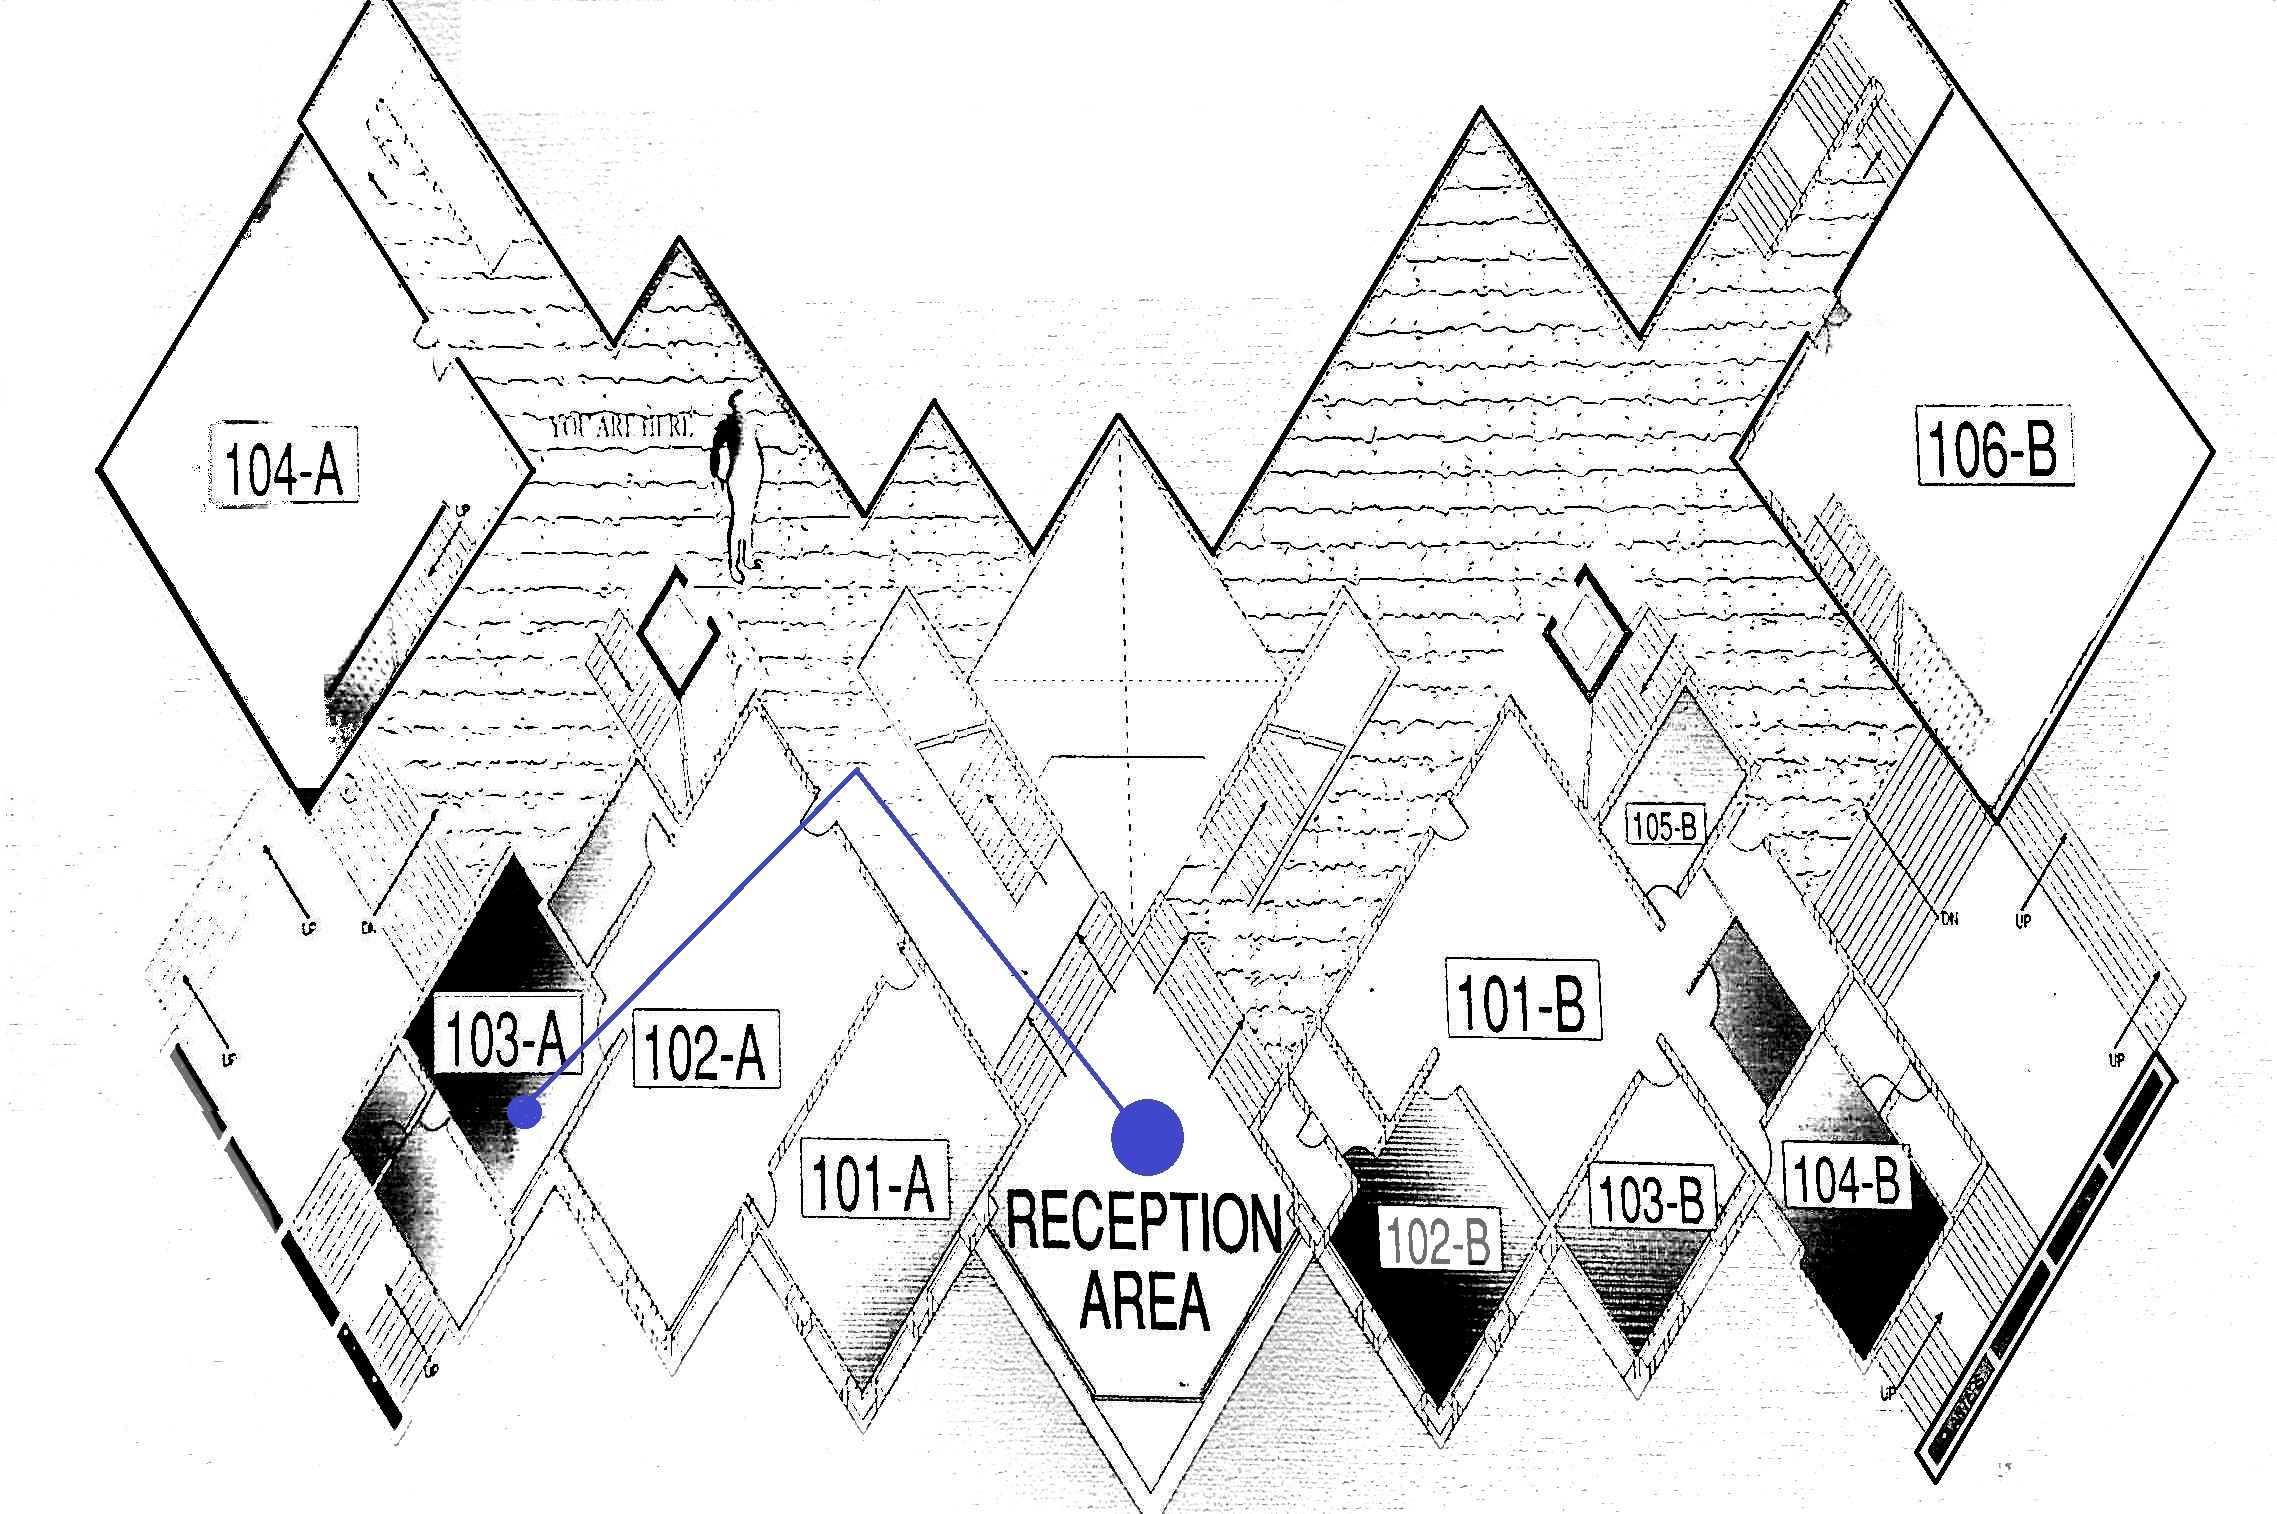 YOU ARE HERE
104-A
106-B
UP
105-B
UP
DN
DN
UP
103-A
102-A
101-B
UP
UP
101-A
RECEPTION
AREA
102-B
103-B
104-B
UP
UP